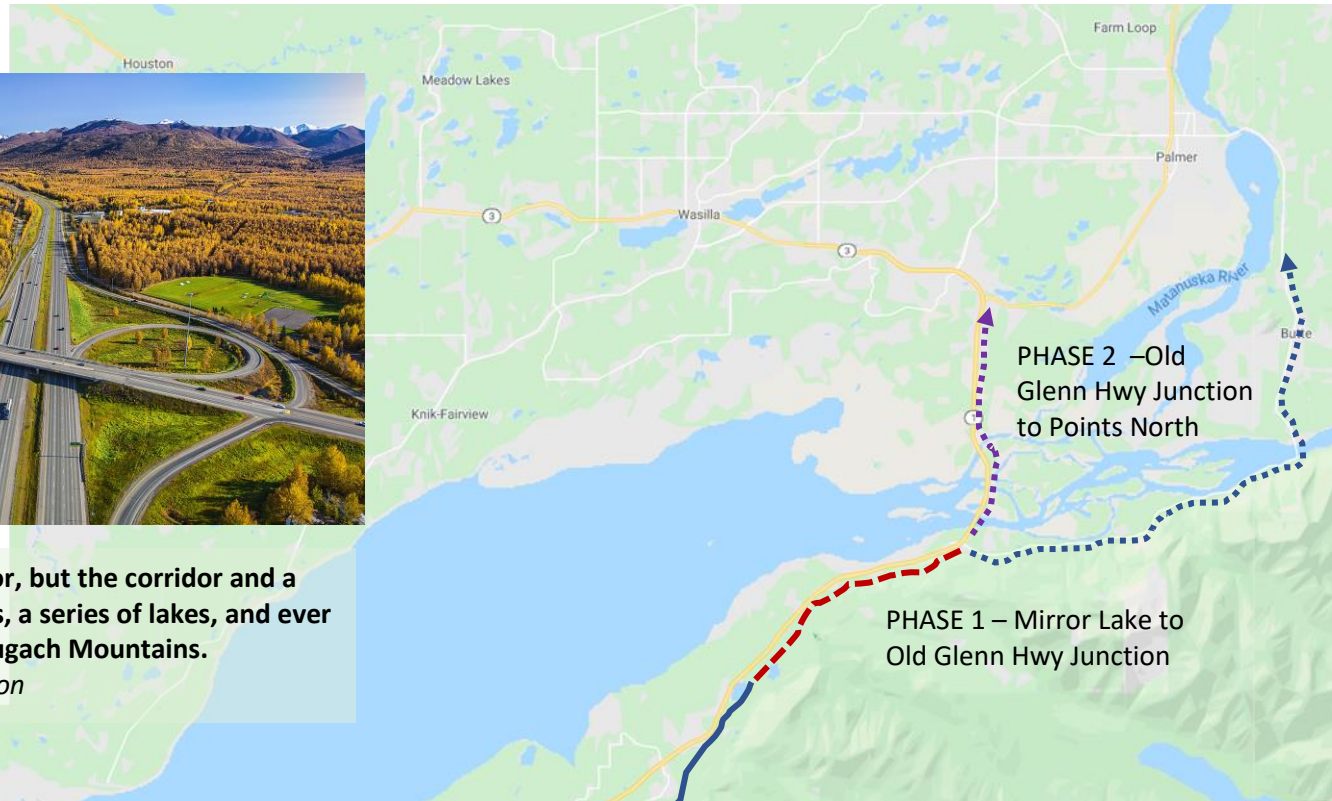 Farm Loop
Houston
Meadow Lakes
Palmer
3
Wasilla
3
Matanuska River
Butte
PHASE 2 –Old
Glenn Hwy Junction
to Points North
Knik-Fairview
1
or, but the corridor and a
s, a series of lakes, and ever
ugach Mountains.
on
PHASE 1 – Mirror Lake to
Old Glenn Hwy Junction